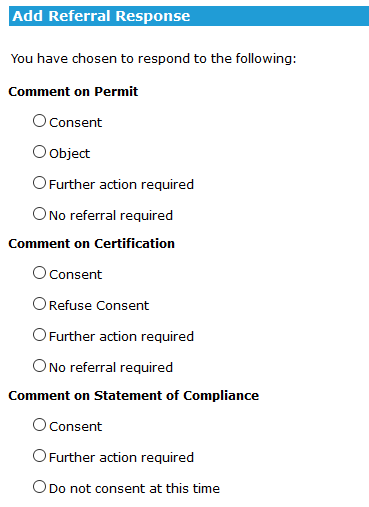 Add Referral Response
You have chosen to respond to the following:
Comment on Permit
Consent
Object
Further action required
No referral required
Comment on Certification
Consent
Refuse Consent
Further action required
No referral required
Comment on Statement of Compliance
Consent
Further action required
Do not consent at this time